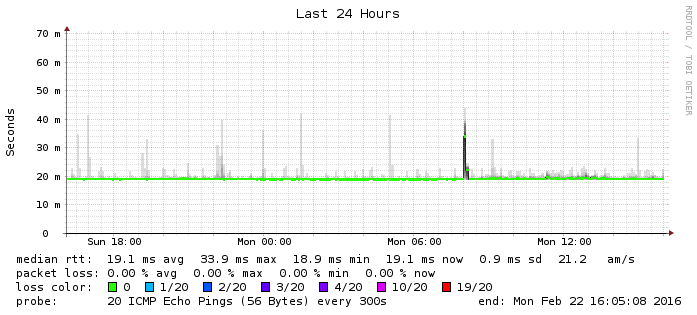 Last 24 Hours
RRDTOOL / TOBI OETIKER
70 m
60 m
50 m
40 m
30 m
20 m
10 m
0
Seconds
Sun 18:00 Mon 00:00 Mon 06:00 Mon 12:00
median rtt: 19.1 ms avg 33.9 ms max 18.9 ms min 19.1 ms now 0.9 ms sd 21.2 am/s
packet loss: 0.00 % avg 0.00 % max 0.00 % min 0.00 % now
loss color: 0 1/20 2/20 3/20 4/20 10/20 19/20
probe: 20 ICMP Echo Pings (56 Bytes) every 300s end: Mon Feb 22 16:05:08 2016